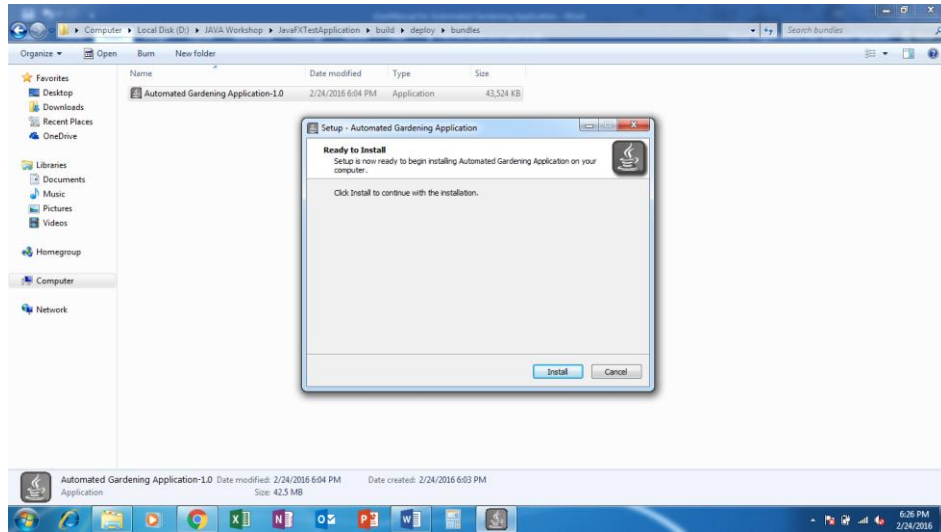 Computer ▸ Local Disk (D:) ▸ JAVA Workshop ▸ JavaFXTestApplication ▸ build ▸ deploy ▸ bundles
Search bundles
Organize Open Burn New folder
Favorites
Desktop
Downloads
Recent Places
OneDrive
Libraries
Documents
Music
Pictures
Videos
Homegroup
Computer
Network
Name Date modified Type Size
Automated Gardening Application-1.0 2/24/2016 6:04 PM Application 43,524 KB
Setup - Automated Gardening Application
Ready to Install
Setup is now ready to begin installing Automated Gardening Application on your
computer.
Click Install to continue with the installation.
Install Cancel
Automated Gardening Application-1.0 Date modified: 2/24/2016 6:04 PM Date created: 2/24/2016 6:03 PM
Application Size: 42.5 MB
6:26 PM
2/24/2016